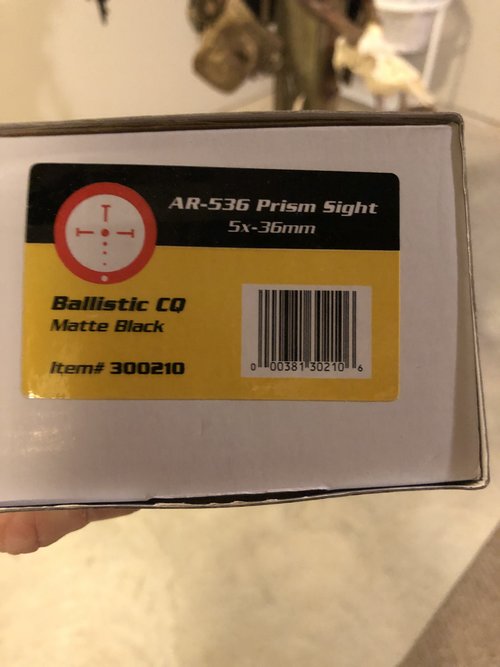 AR-536 Prism Sight
5x-36mm
Ballistic CQ
Matte Black
Item# 300210
0 00381 30210 6